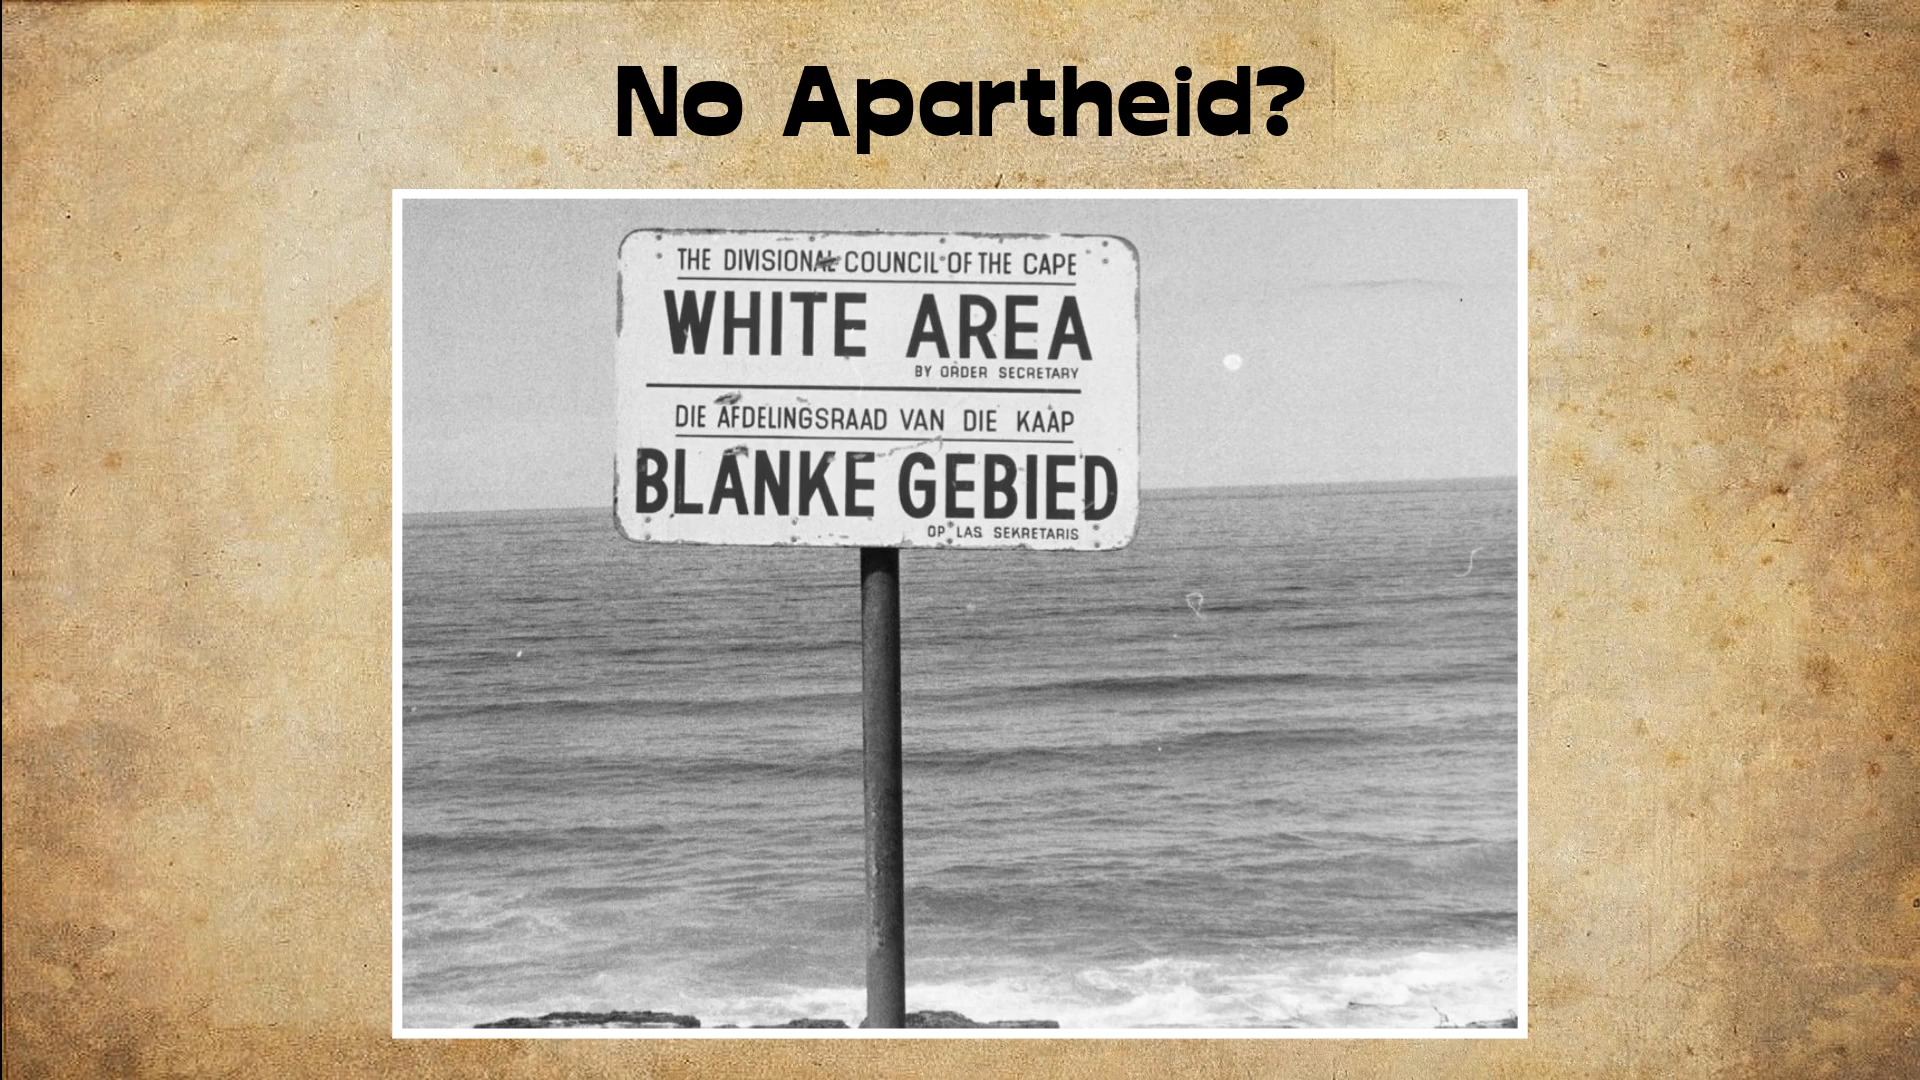 No Apartheid?
THE DIVISIONAL COUNCIL OF THE CAPE
WHITE AREA
BY ORDER SECRETARY
DIE AFDELINGSRAAD VAN DIE KAAP
BLANKE GEBIED
OP LAS SEKRETARIS